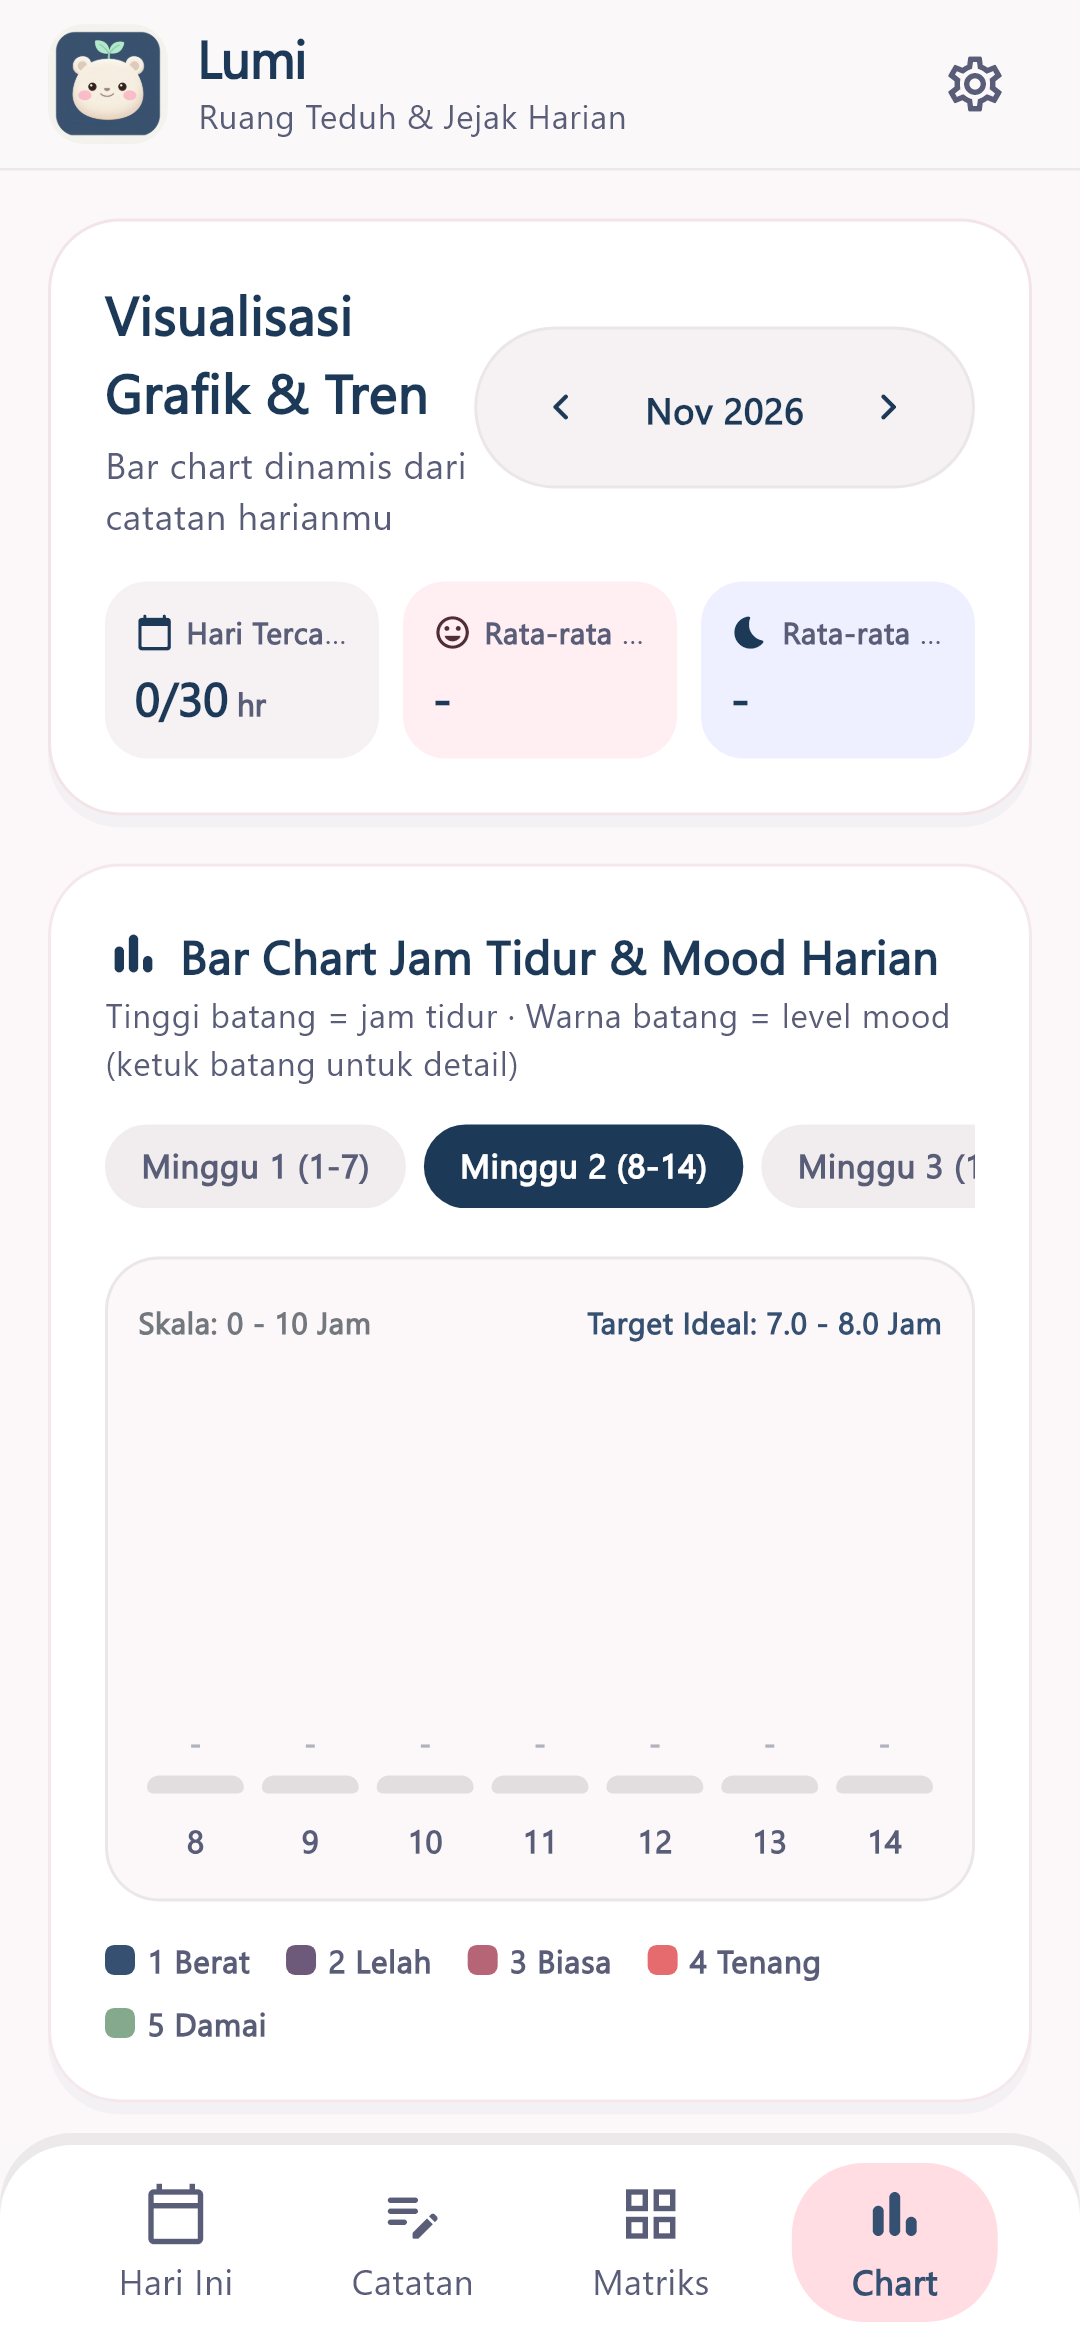 Lumi
Ruang Teduh & Jejak Harian
Visualisasi
Grafik & Tren
Bar chart dinamis dari
catatan harianmu
Nov 2026
Hari Terca...
0/30 hr
Rata-rata ...
-
Rata-rata ...
-
Bar Chart Jam Tidur & Mood Harian
Tinggi batang = jam tidur · Warna batang = level mood
(ketuk batang untuk detail)
Minggu 1 (1-7)
Minggu 2 (8-14)
Minggu 3 (1
Skala: 0 - 10 Jam
Target Ideal: 7.0 - 8.0 Jam
- - - - - - -
8 9 10 11 12 13 14
1 Berat 2 Lelah 3 Biasa 4 Tenang
5 Damai
Hari Ini
Catatan
Matriks
Chart